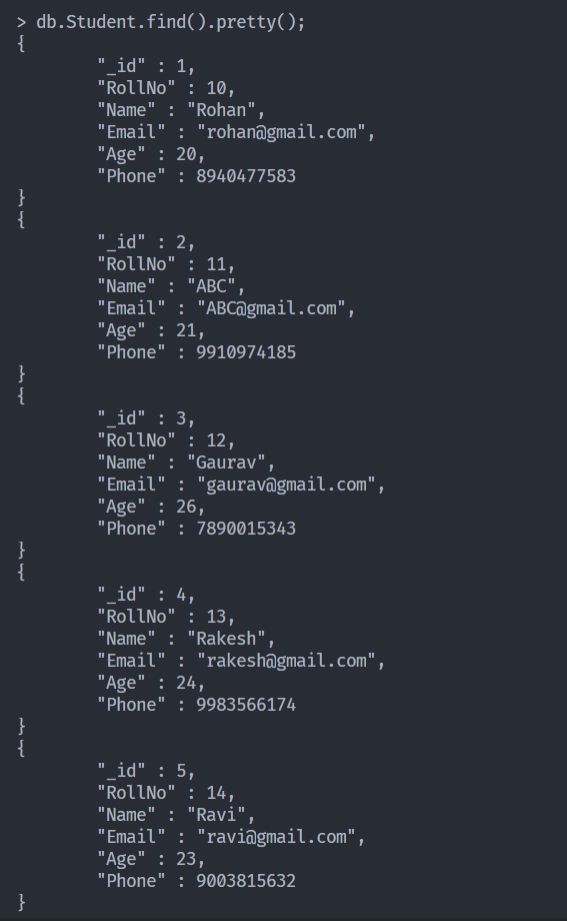 > db.Student.find().pretty();
{
"_id" : 1,
"RollNo" : 10,
"Name" : "Rohan",
"Email" : "rohan@gmail.com",
"Age" : 20,
"Phone" : 8940477583
}
{
"_id" : 2,
"RollNo" : 11,
"Name" : "ABC",
"Email" : "ABC@gmail.com",
"Age" : 21,
"Phone" : 9910974185
}
{
"_id" : 3,
"RollNo" : 12,
"Name" : "Gaurav",
"Email" : "gaurav@gmail.com",
"Age" : 26,
"Phone" : 7890015343
}
{
"_id" : 4,
"RollNo" : 13,
"Name" : "Rakesh",
"Email" : "rakesh@gmail.com",
"Age" : 24,
"Phone" : 9983566174
}
{
"_id" : 5,
"RollNo" : 14,
"Name" : "Ravi",
"Email" : "ravi@gmail.com",
"Age" : 23,
"Phone" : 9003815632
}